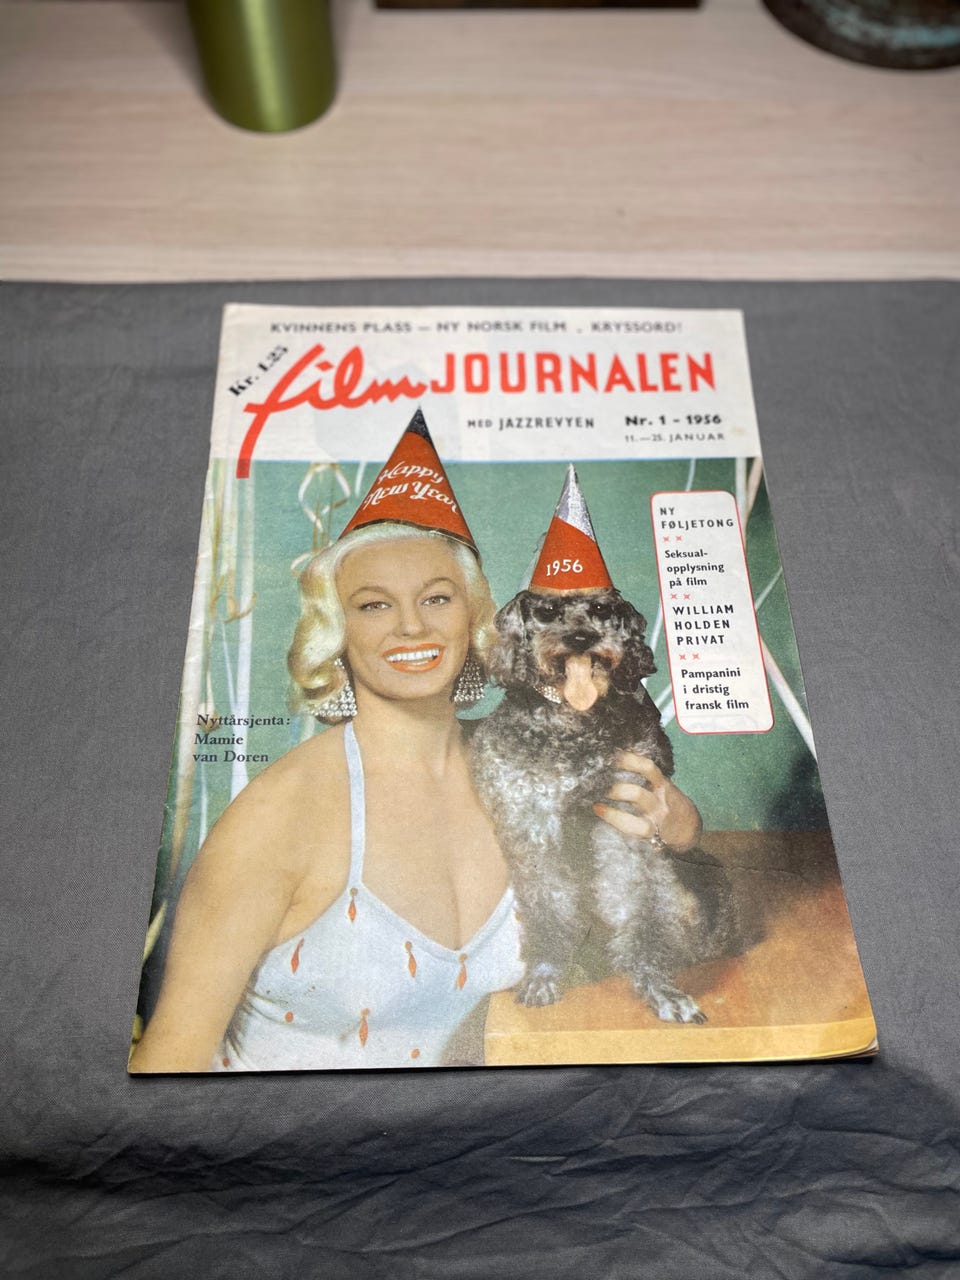 KVINNENS PLASS — NY NORSK FILM . KRYSSORD!
Kr. 1.25
film JOURNALEN
MED JAZZREVYEN
Nr. 1 - 1956
11.—25. JANUAR
Happy
New Year
1956
NY
FØLJETONG
× ×
Seksual-
opplysning
på film
× ×
WILLIAM
HOLDEN
PRIVAT
× ×
Pampanini
i dristig
fransk film
Nyttårsjenta:
Mamie
van Doren